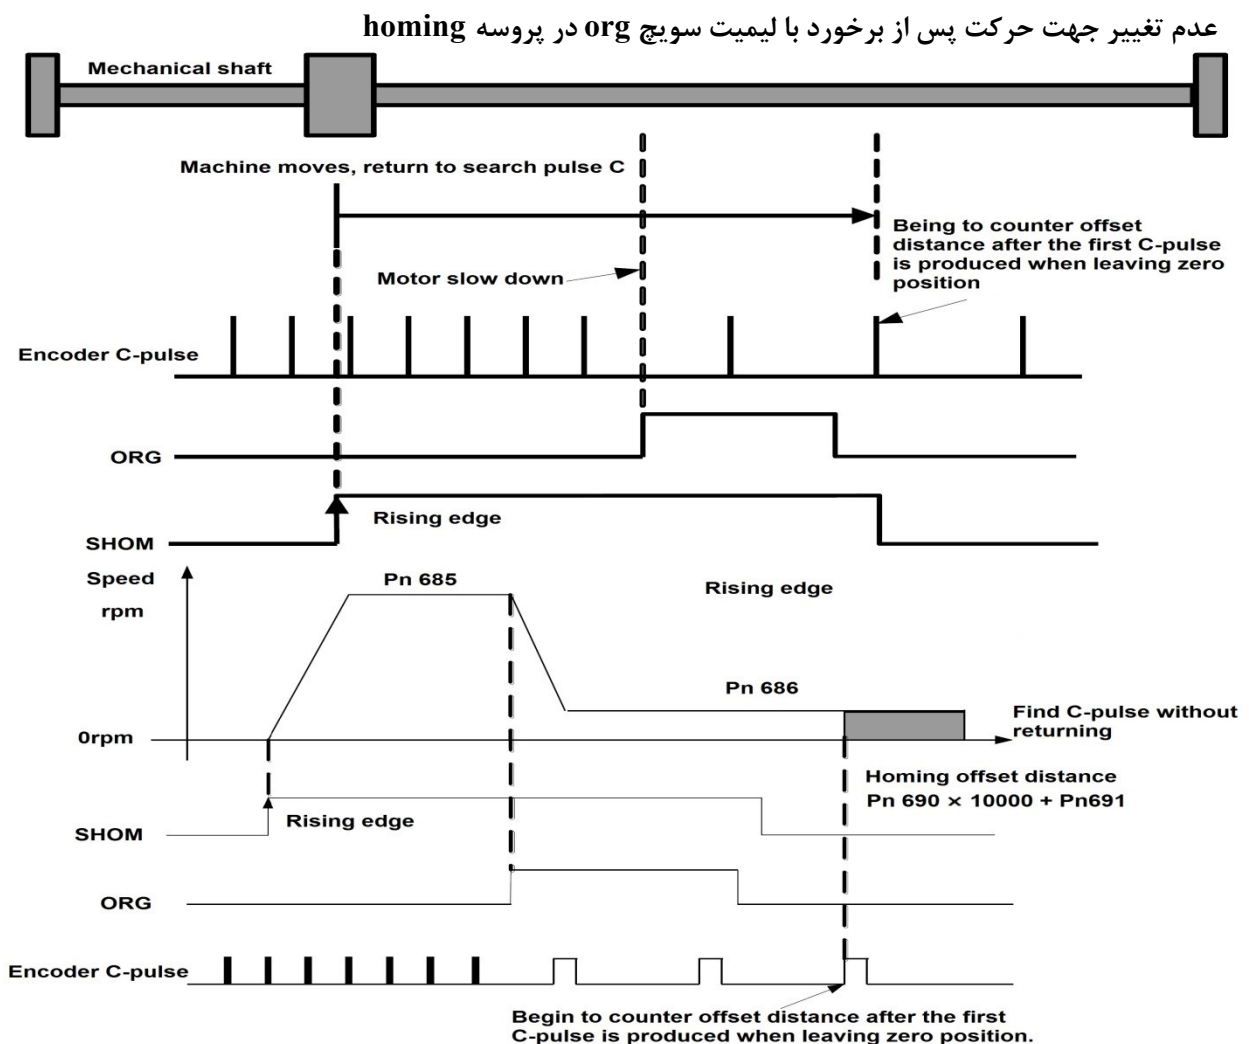 عدم تغییر جهت حرکت پس از برخورد با لیمیت سویچ org در پروسه homing
Mechanical shaft
Machine moves, return to search pulse C
Being to counter offset
distance after the first C-pulse
is produced when leaving zero
position
Motor slow down
Encoder C-pulse
ORG
Rising edge
SHOM
Speed
rpm
Pn 685
Rising edge
Pn 686
0rpm
Find C-pulse without
returning
Homing offset distance
Pn 690 × 10000 + Pn691
Rising edge
SHOM
ORG
Encoder C-pulse
Begin to counter offset distance after the first
C-pulse is produced when leaving zero position.